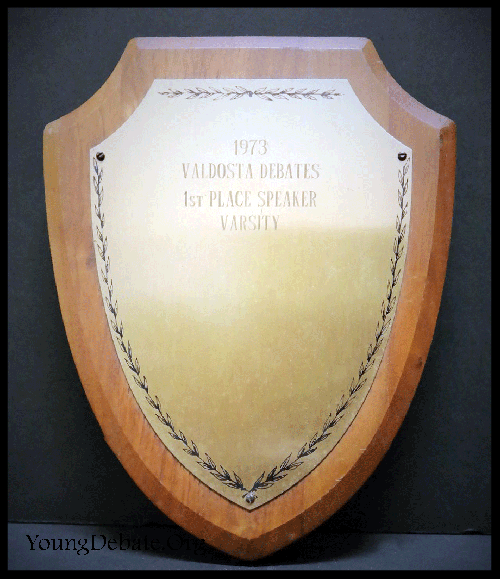 1973
VALDOSTA DEBATES
1ST PLACE SPEAKER
VARSITY
YoungDebate.Org